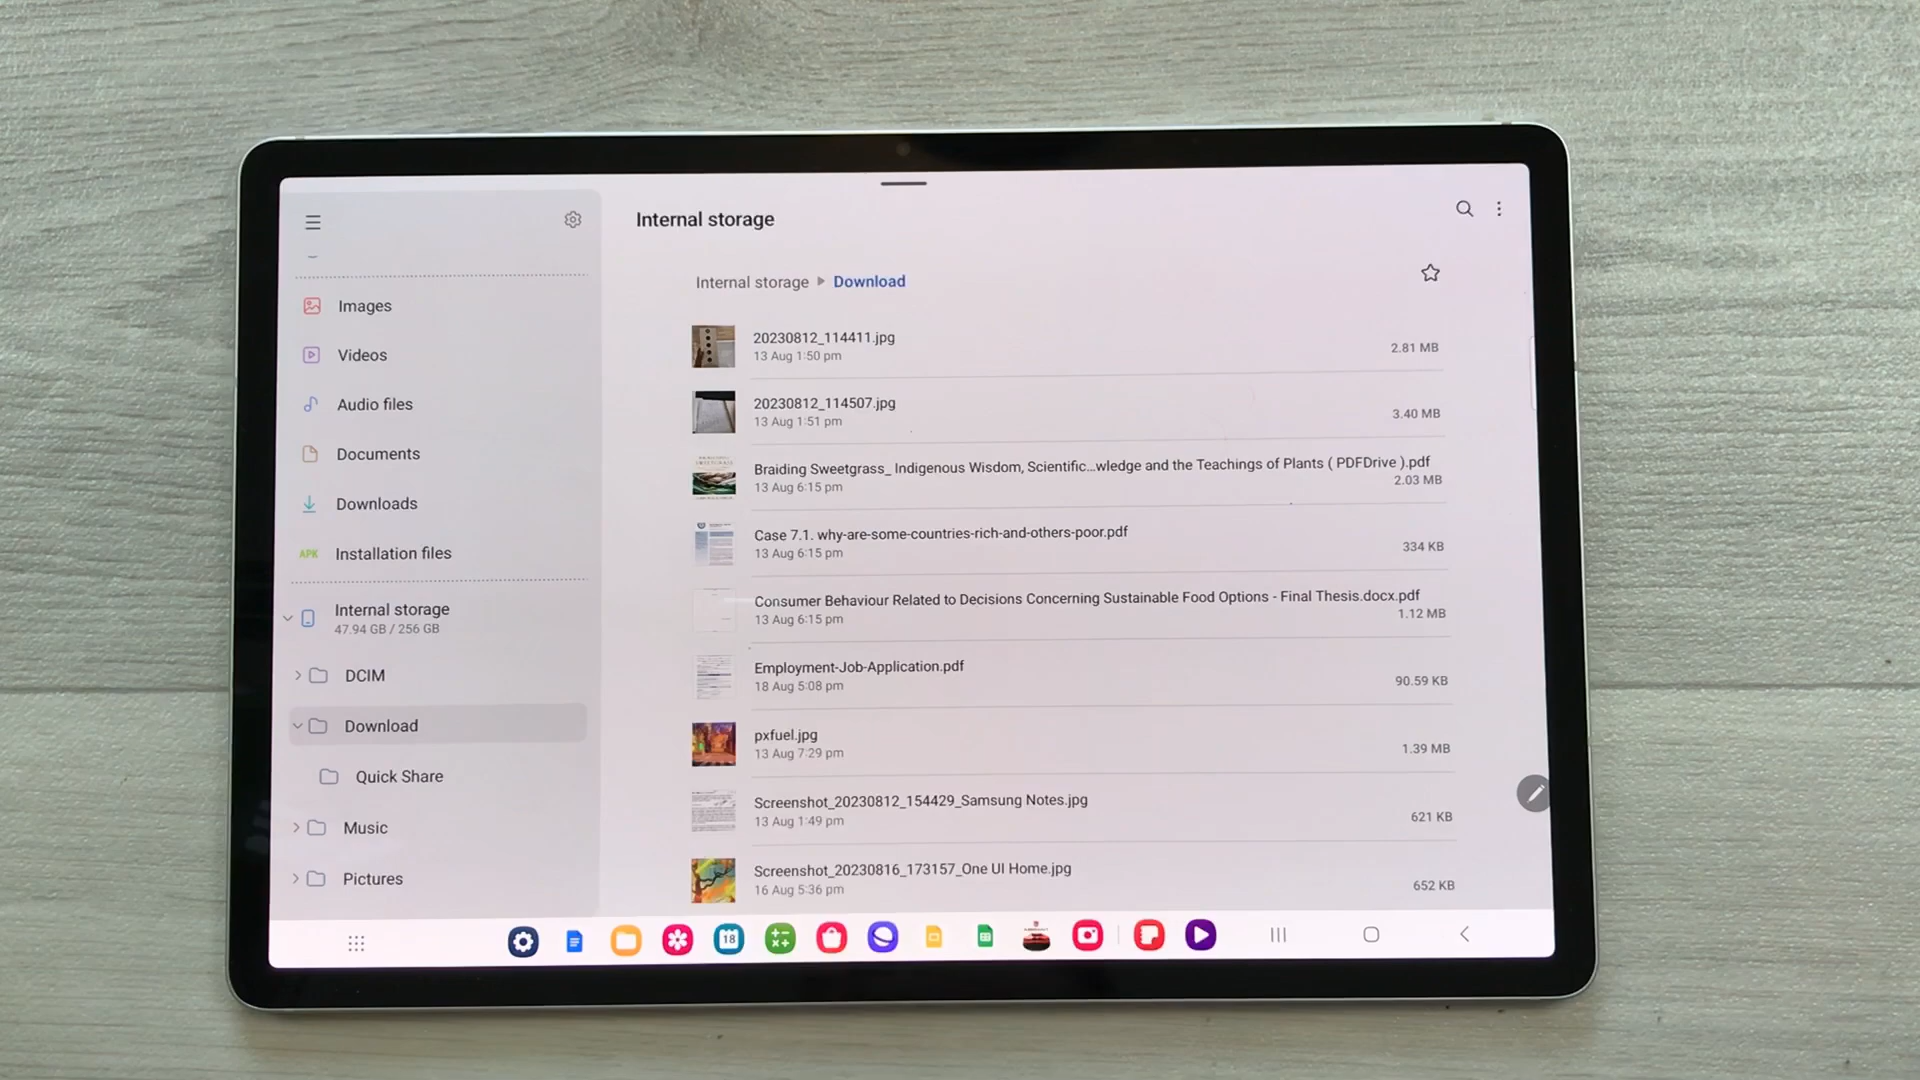 Internal storage
Images
Videos
Audio files
Documents
Downloads
APK Installation files
Internal storage
47.94 GB / 256 GB
DCIM
Download
Quick Share
Music
Pictures
Internal storage Download
20230812_114411.jpg
13 Aug 1:50 pm
2.81 MB
20230812_114507.jpg
13 Aug 1:51 pm
3.40 MB
Braiding Sweetgrass_ Indigenous Wisdom, Scientific...wledge and the Teachings of Plants ( PDFDrive ).pdf
13 Aug 6:15 pm
2.03 MB
Case 7.1. why-are-some-countries-rich-and-others-poor.pdf
13 Aug 6:15 pm
334 KB
Consumer Behaviour Related to Decisions Concerning Sustainable Food Options - Final Thesis.docx.pdf
13 Aug 6:15 pm
1.12 MB
Employment-Job-Application.pdf
18 Aug 5:08 pm
90.59 KB
pxfuel.jpg
13 Aug 7:29 pm
1.39 MB
Screenshot_20230812_154429_Samsung Notes.jpg
13 Aug 1:49 pm
621 KB
Screenshot_20230816_173157_One UI Home.jpg
16 Aug 5:36 pm
652 KB
18